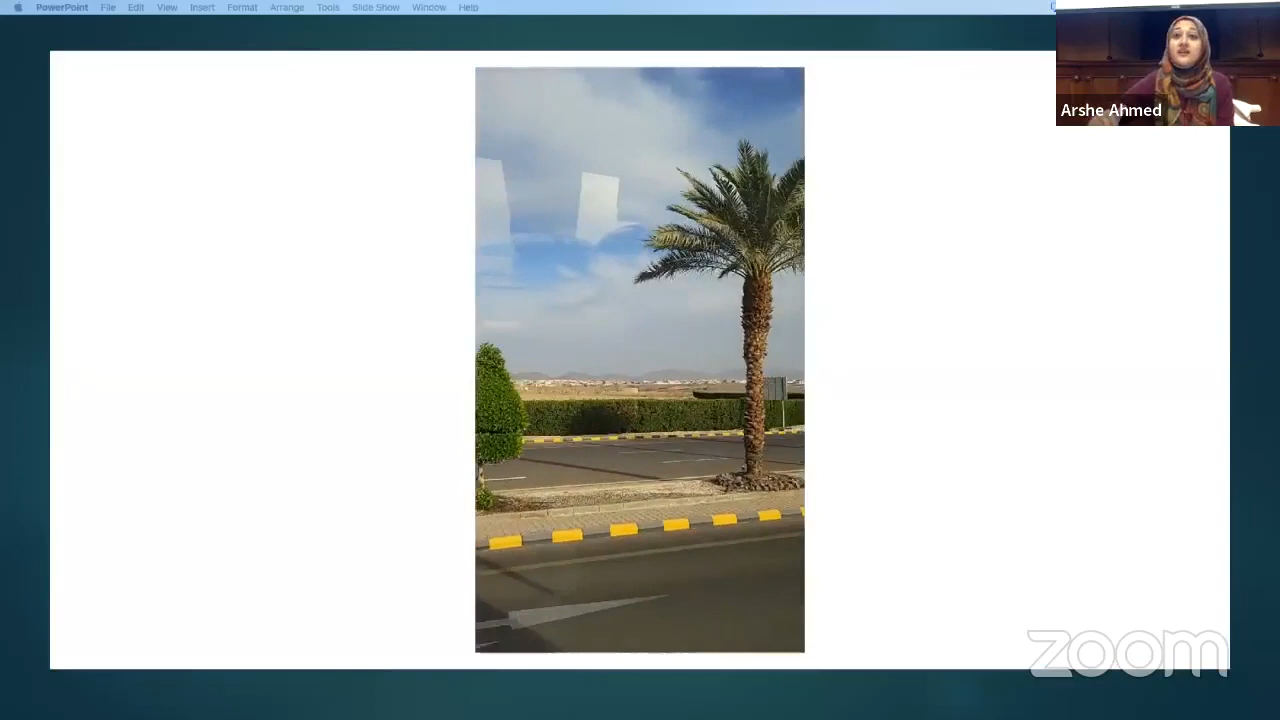 PowerPoint File Edit View Insert Format Arrange Tools Slide Show Window Help
Arshe Ahmed
zoom